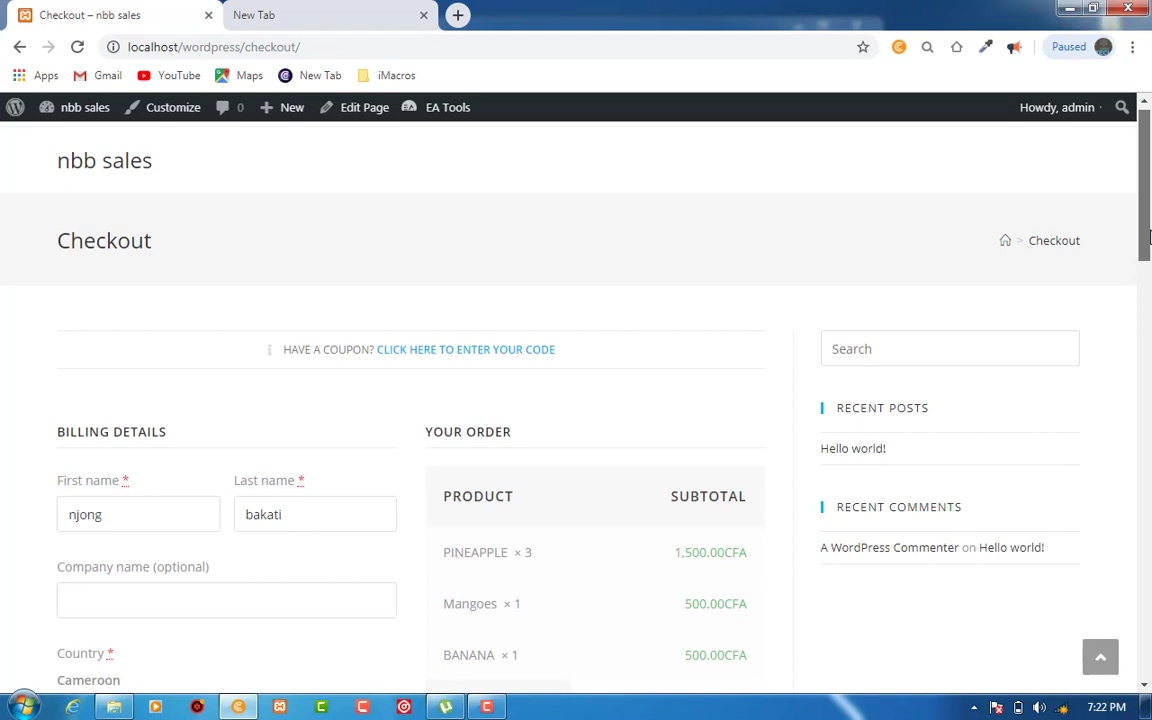 Checkout – nbb sales
New Tab
localhost/wordpress/checkout/
Paused
Apps
Gmail
YouTube
Maps
New Tab
iMacros
nbb sales
Customize
0
New
Edit Page
EA Tools
Howdy, admin
nbb sales
Checkout
> Checkout
HAVE A COUPON? CLICK HERE TO ENTER YOUR CODE
Search
BILLING DETAILS
YOUR ORDER
RECENT POSTS
Hello world!
First name *
Last name *
njong
bakati
PRODUCT
SUBTOTAL
RECENT COMMENTS
A WordPress Commenter on Hello world!
PINEAPPLE × 3
1,500.00CFA
Company name (optional)
Mangoes × 1
500.00CFA
Country *
BANANA × 1
500.00CFA
Cameroon
7:22 PM